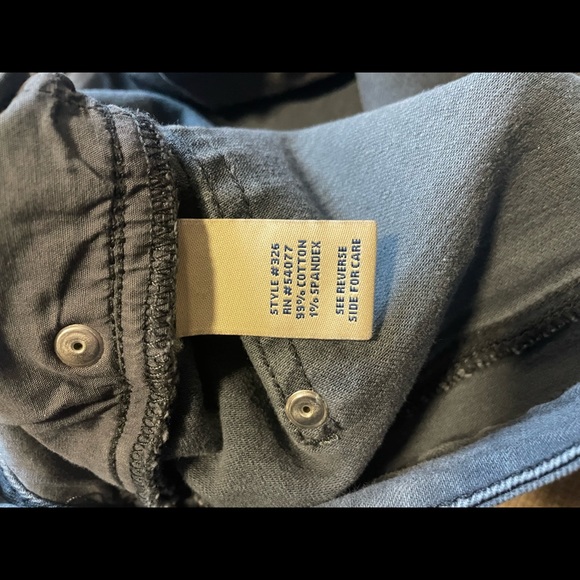 STYLE #326
RN #54077
99% COTTON
1% SPANDEX
SEE REVERSE
SIDE FOR CARE